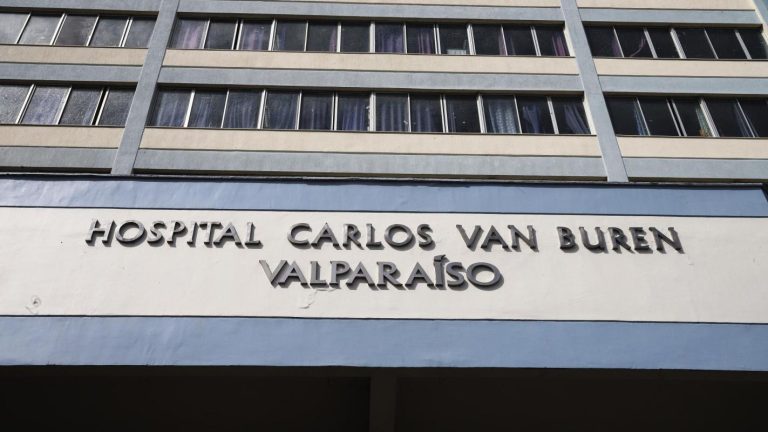 HOSPITAL CARLOS VAN BUREN
VALPARAÍSO